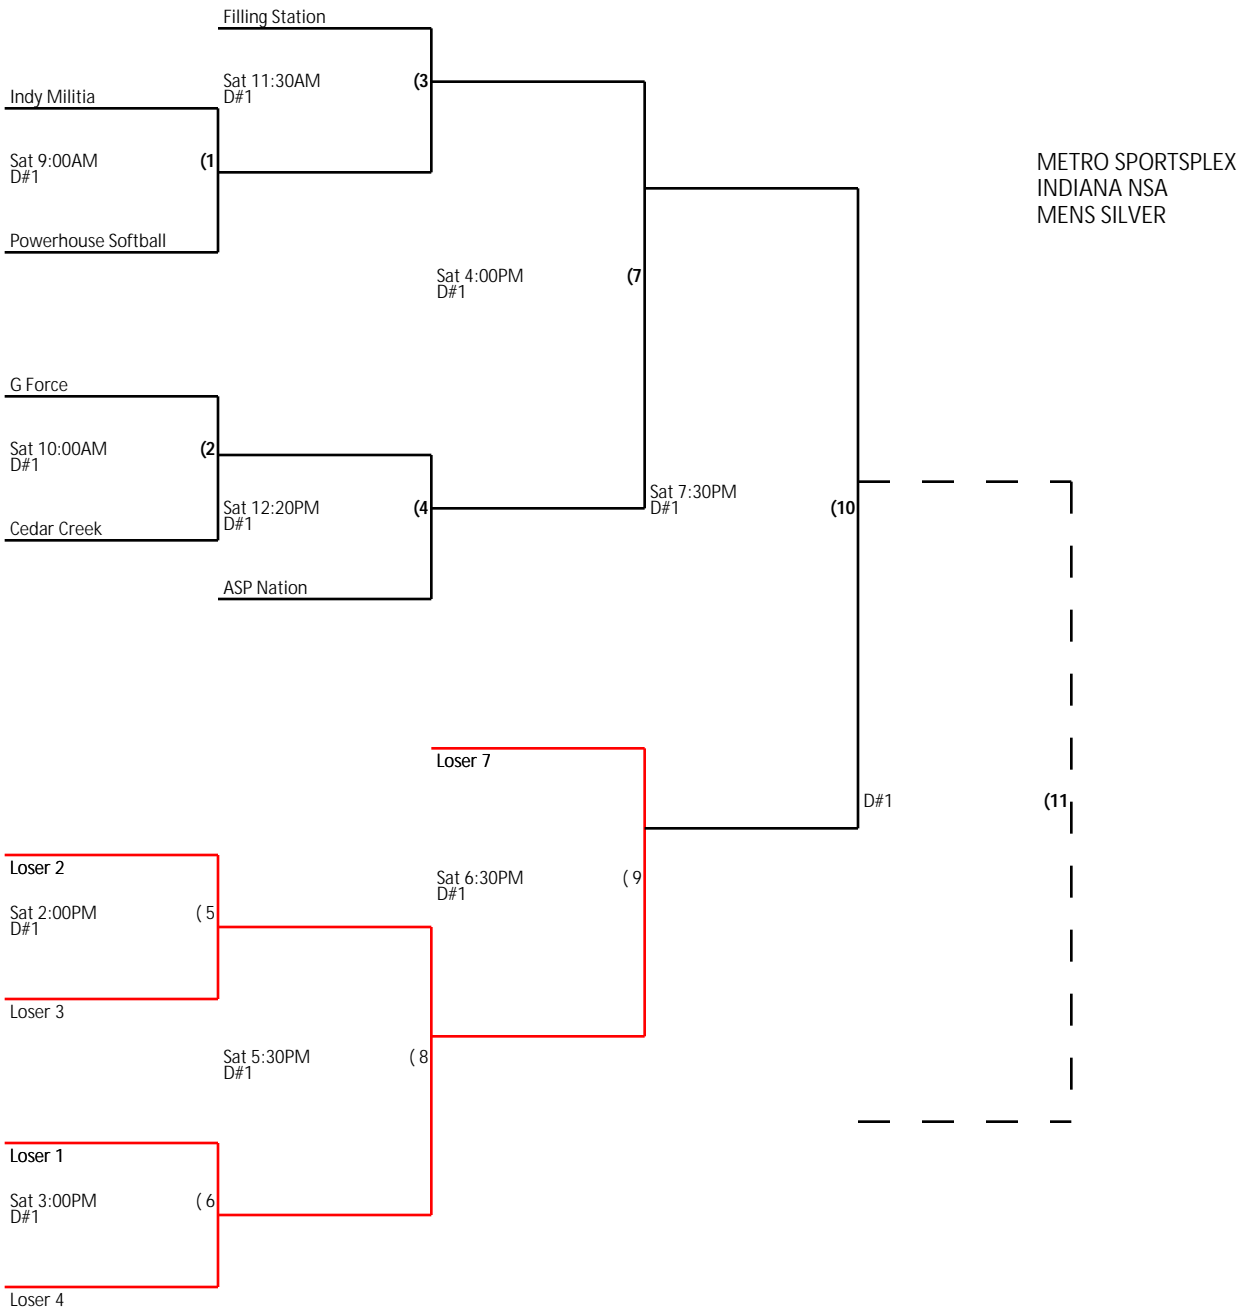 Filling Station
Sat 11:30AM
D#1
(3
Indy Militia
Sat 9:00AM
D#1
(1
Powerhouse Softball
METRO SPORTSPLEX
INDIANA NSA
MENS SILVER
Sat 4:00PM
D#1
(7
G Force
Sat 10:00AM
D#1
(2
Cedar Creek
Sat 12:20PM
D#1
(4
ASP Nation
Sat 7:30PM
D#1
(10
Loser 7
D#1
(11
Loser 2
Sat 2:00PM
D#1
( 5
Loser 3
Sat 6:30PM
D#1
( 9
Sat 5:30PM
D#1
( 8
Loser 1
Sat 3:00PM
D#1
( 6
Loser 4